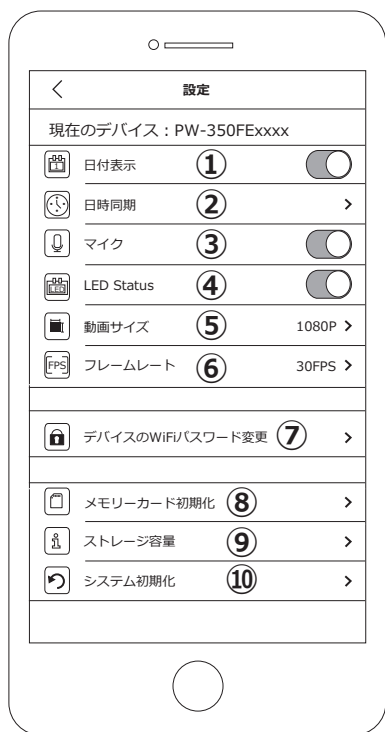 設定
現在のデバイス：PW-350FExxxx
日付表示 ①
日時同期 ② >
マイク ③
LED LED Status ④
動画サイズ ⑤ 1080P >
FPS フレームレート ⑥ 30FPS >
デバイスのWiFiパスワード変更 ⑦ >
メモリーカード初期化 ⑧ >
i ストレージ容量 ⑨ >
システム初期化 ⑩ >